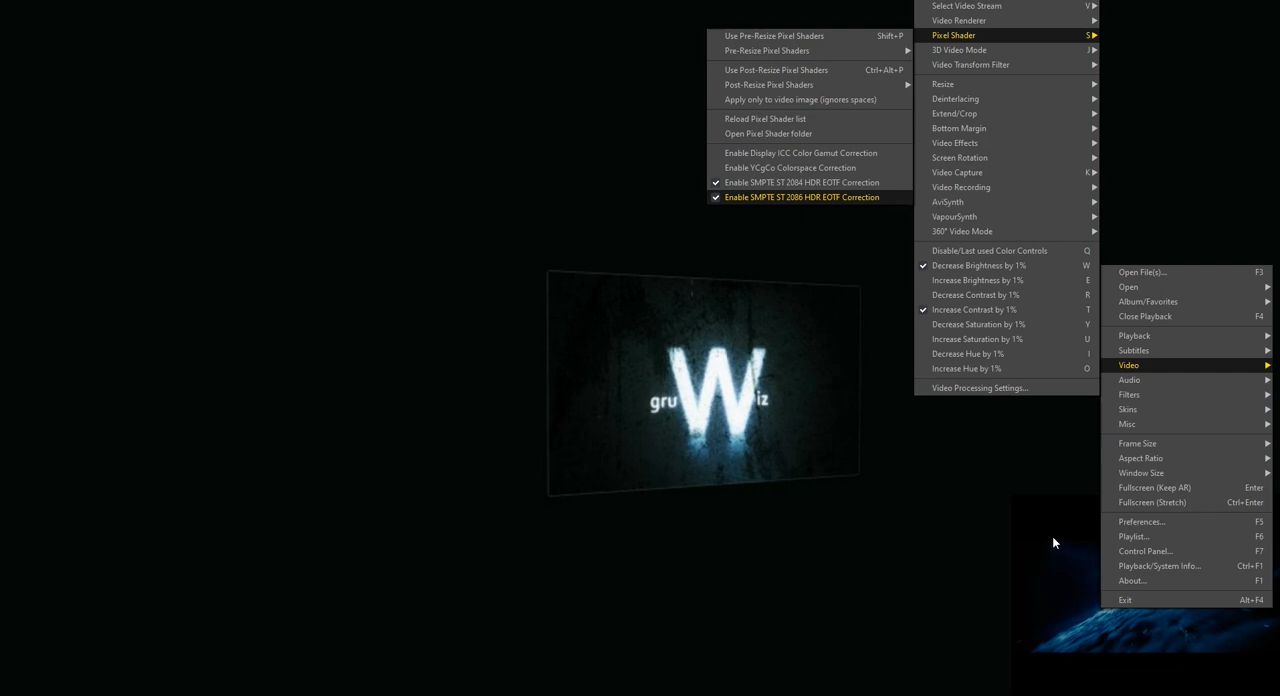 Select Video Stream V
Video Renderer
Pixel Shader S
3D Video Mode J
Video Transform Filter
Resize
Deinterlacing
Extend/Crop
Bottom Margin
Video Effects
Screen Rotation
Video Capture K
Video Recording
AviSynth
VapourSynth
360° Video Mode
Disable/Last used Color Controls Q
Decrease Brightness by 1% W
Increase Brightness by 1% E
Decrease Contrast by 1% R
Increase Contrast by 1% T
Decrease Saturation by 1% Y
Increase Saturation by 1% U
Decrease Hue by 1% I
Increase Hue by 1% O
Video Processing Settings...
Use Pre-Resize Pixel Shaders Shift+P
Pre-Resize Pixel Shaders
Use Post-Resize Pixel Shaders Ctrl+Alt+P
Post-Resize Pixel Shaders
Apply only to video image (ignores spaces)
Reload Pixel Shader list
Open Pixel Shader folder
Enable Display ICC Color Gamut Correction
Enable YCgCo Colorspace Correction
Enable SMPTE ST 2084 HDR EOTF Correction
Enable SMPTE ST 2086 HDR EOTF Correction
Open File(s)... F3
Open
Album/Favorites
Close Playback F4
Playback
Subtitles
Video
Audio
Filters
Skins
Misc
Frame Size
Aspect Ratio
Window Size
Fullscreen (Keep AR) Enter
Fullscreen (Stretch) Ctrl+Enter
Preferences... F5
Playlist... F6
Control Panel... F7
Playback/System Info... Ctrl+F1
About... F1
Exit Alt+F4
gruWiz